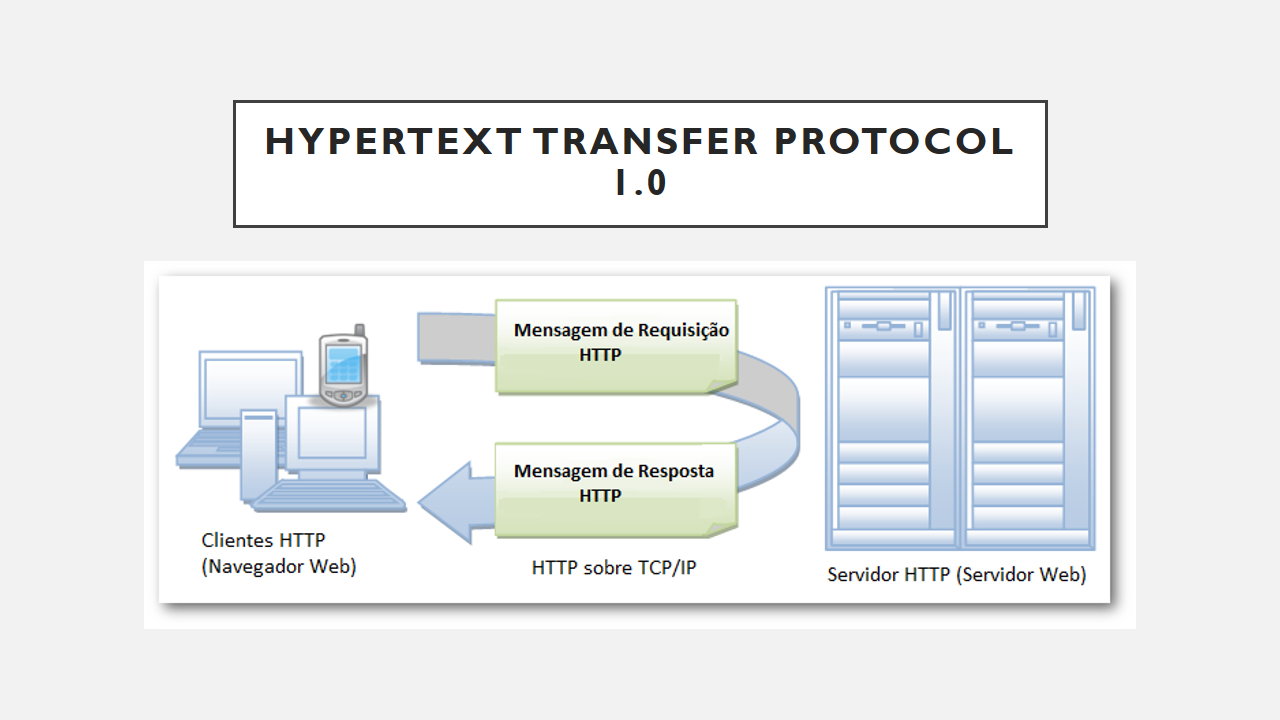 HYPERTEXT TRANSFER PROTOCOL
1.0
Mensagem de Requisição
HTTP
Mensagem de Resposta
HTTP
Clientes HTTP
(Navegador Web)
HTTP sobre TCP/IP
Servidor HTTP (Servidor Web)